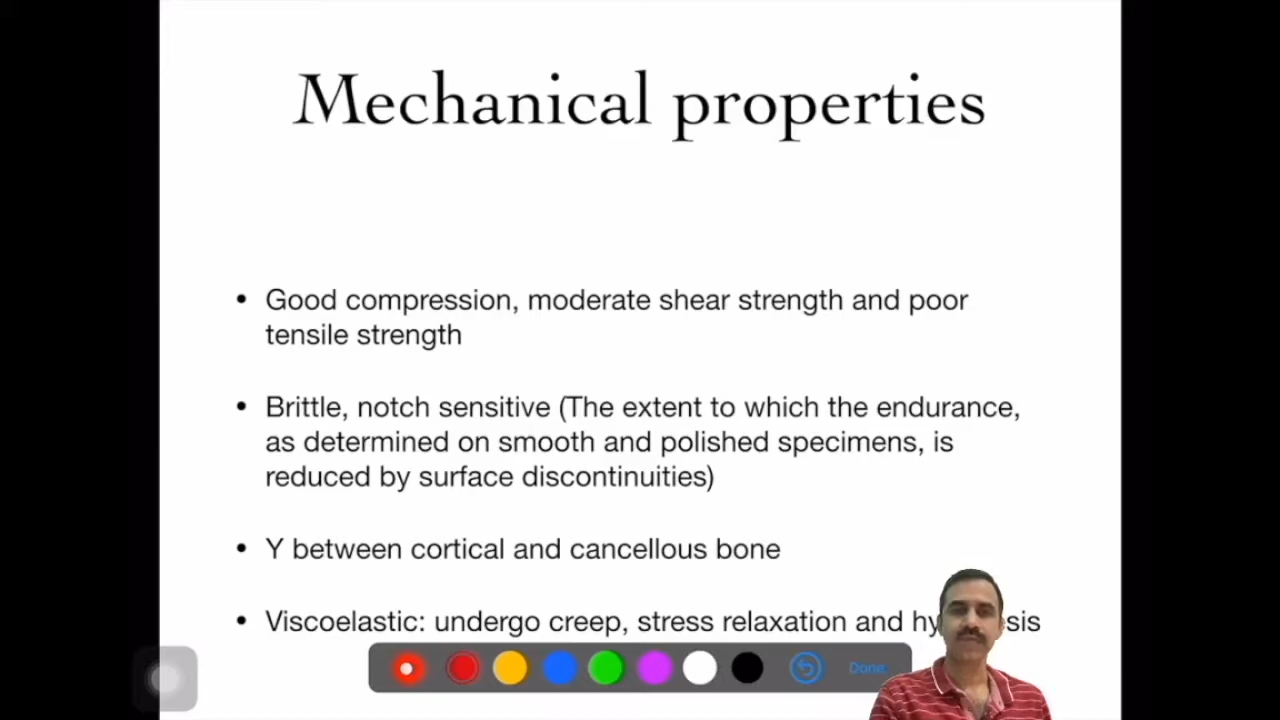 Mechanical properties
• Good compression, moderate shear strength and poor
tensile strength
• Brittle, notch sensitive (The extent to which the endurance,
as determined on smooth and polished specimens, is
reduced by surface discontinuities)
• Y between cortical and cancellous bone
• Viscoelastic: undergo creep, stress relaxation and
Done